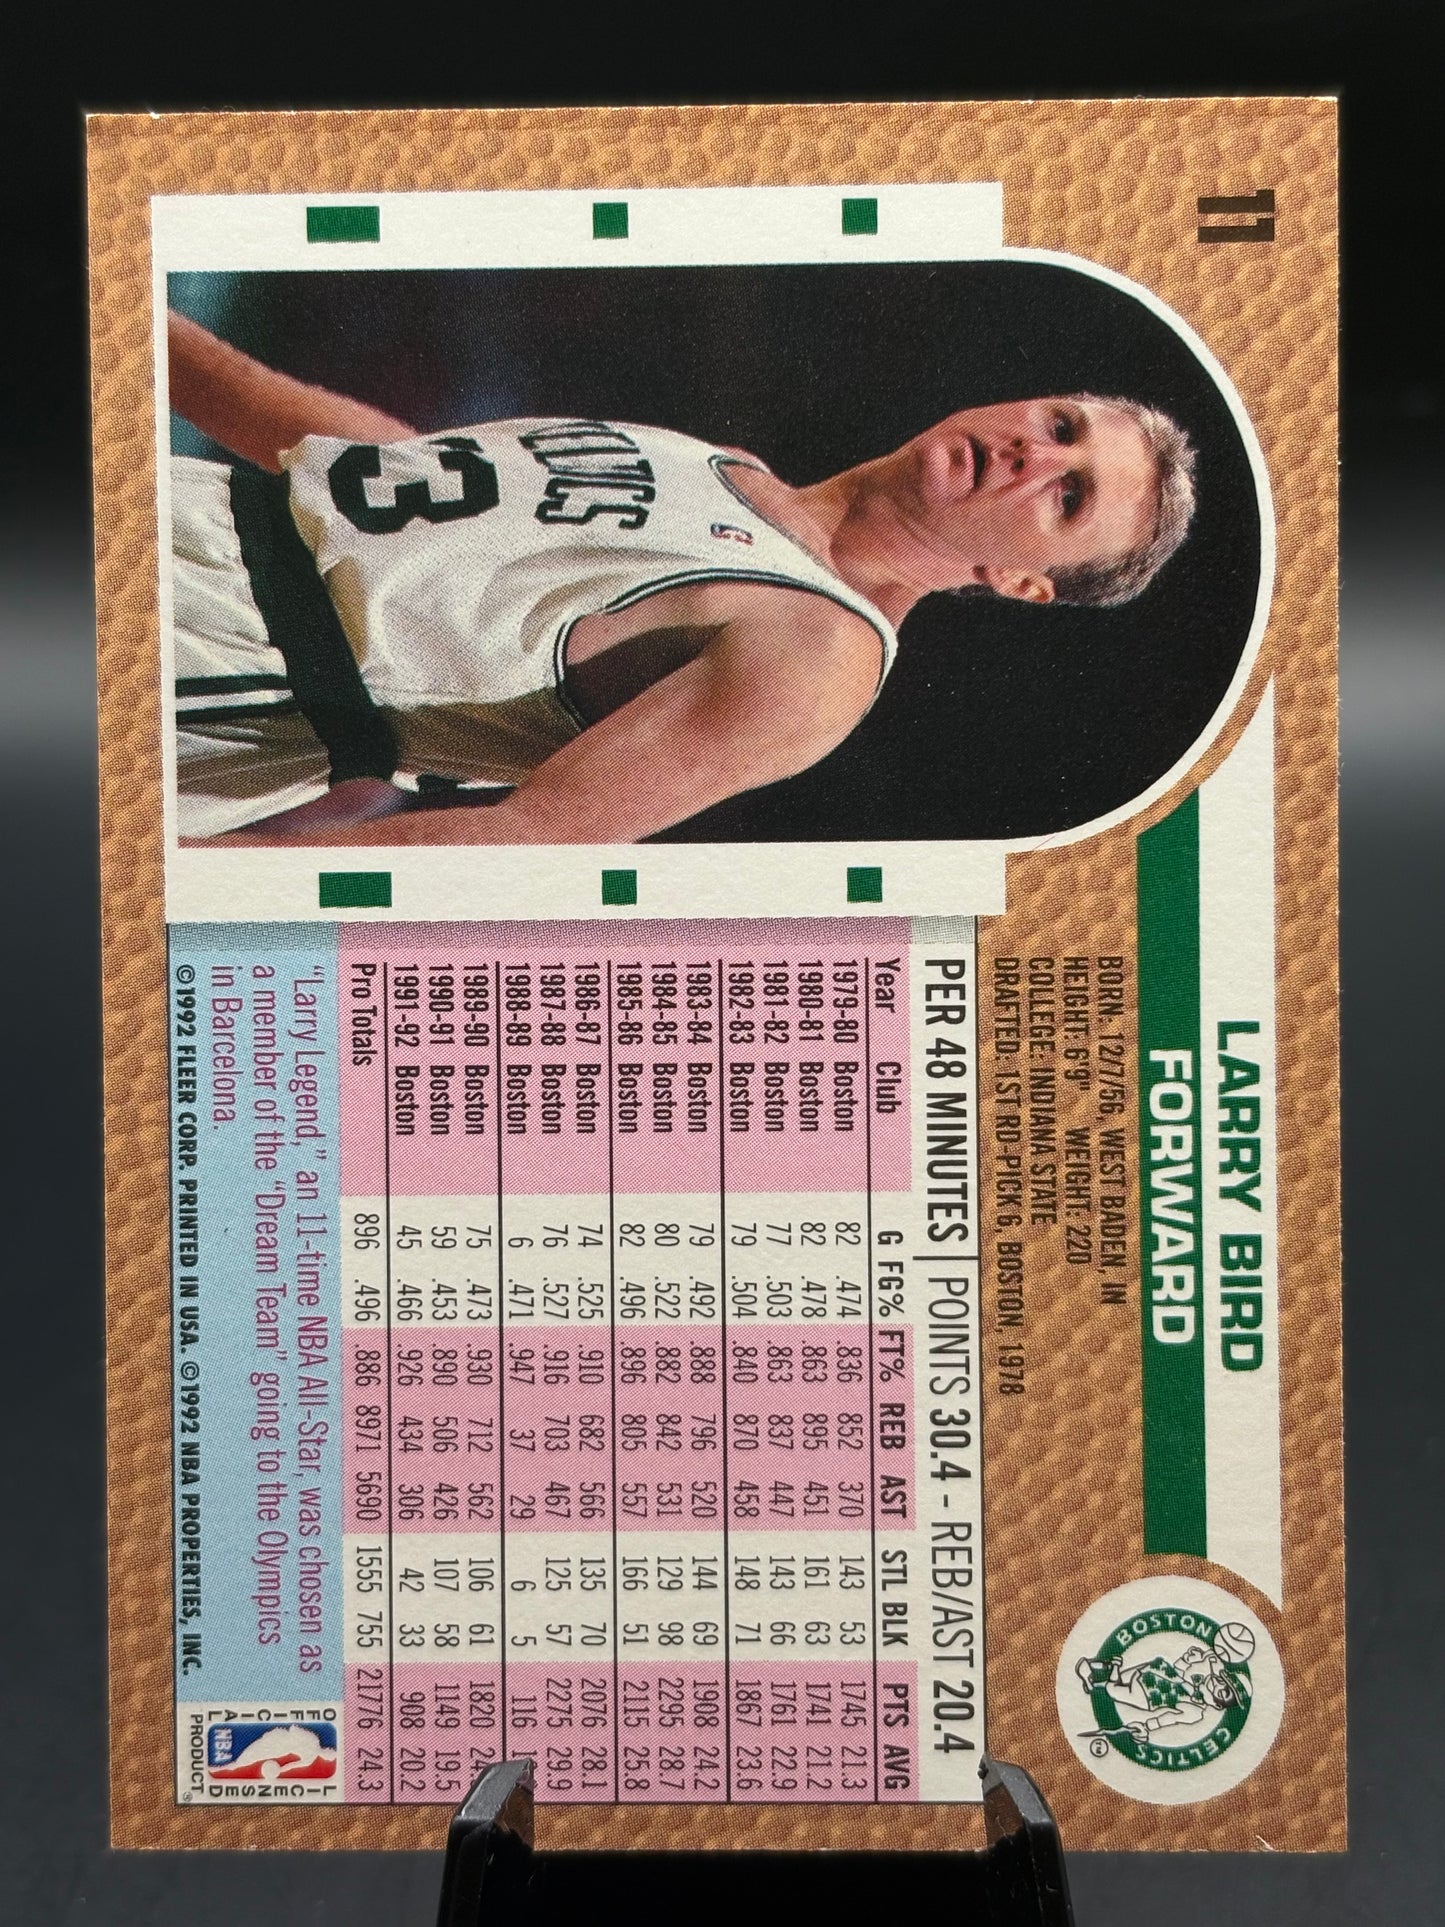 11
LARRY BIRD
FORWARD
BORN: 12/7/56, WEST BADEN, IN
HEIGHT: 6'9" WEIGHT: 220
COLLEGE: INDIANA STATE
DRAFTED: 1ST RD-PICK 6, BOSTON, 1978
BOSTON
CELTICS
TM
ELTICS
3
PER 48 MINUTES | POINTS 30.4 - REB/AST 20.4
Year Club G FG% FT% REB AST STL BLK PTS AVG
1979-80 Boston 82 .474 .836 852 370 143 53 1745 21.3
1980-81 Boston 82 .478 .863 895 451 161 63 1741 21.2
1981-82 Boston 77 .503 .863 837 447 143 66 1761 22.9
1982-83 Boston 79 .504 .840 870 458 148 71 1867 23.6
1983-84 Boston 79 .492 .888 796 520 144 69 1908 24.2
1984-85 Boston 80 .522 .882 842 531 129 98 2295 28.7
1985-86 Boston 82 .496 .896 805 557 166 51 2115 25.8
1986-87 Boston 74 .525 .910 682 566 135 70 2076 28.1
1987-88 Boston 76 .527 .916 703 467 125 57 2275 29.9
1988-89 Boston 6 .471 .947 37 29 6 5 116
1989-90 Boston 75 .473 .930 712 562 106 61 1820
1990-91 Boston 59 .453 .890 506 426 107 58 1149 19.5
1991-92 Boston 45 .466 .926 434 306 42 33 908 20.2
Pro Totals 896 .496 .886 8971 5690 1555 755 21776 24.3
"Larry Legend," an 11-time NBA All-Star, was chosen as
a member of the "Dream Team" going to the Olympics
in Barcelona.
©1992 FLEER CORP. PRINTED IN USA. ©1992 NBA PROPERTIES, INC.
OFFICIAL
LICENSED
NBA
PRODUCT®